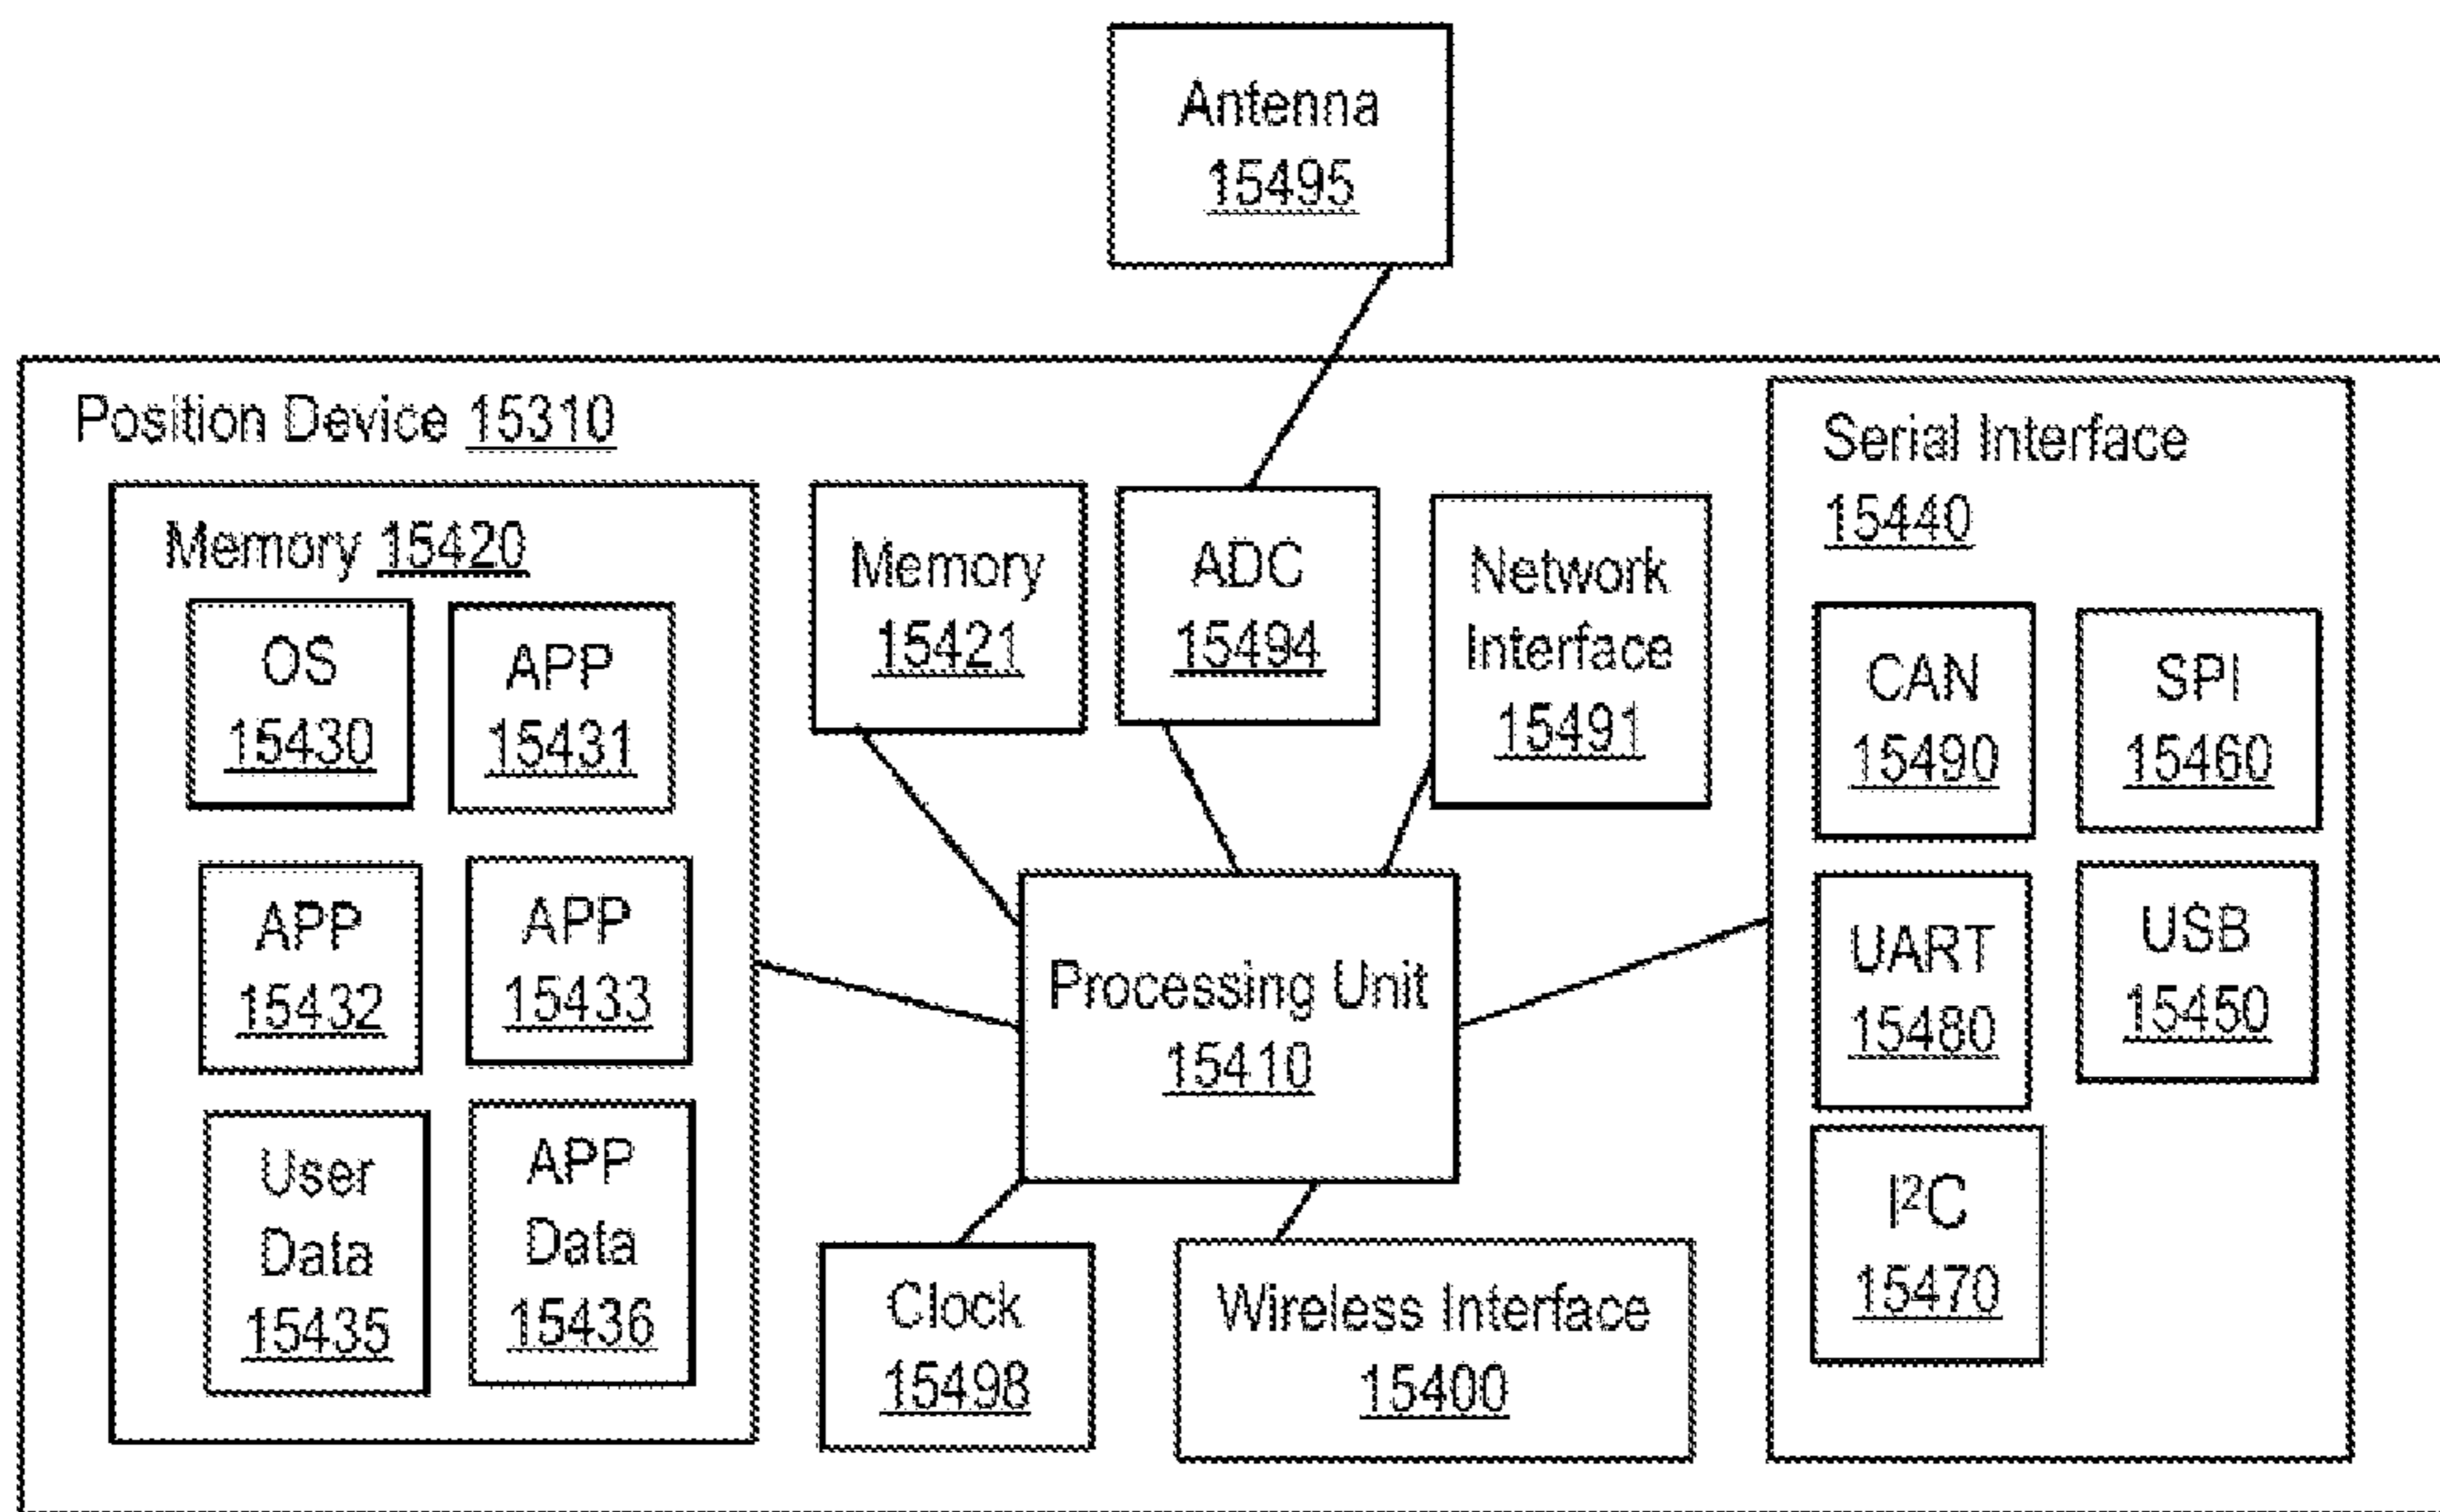 Antenna
15495
Position Device 15310
Memory 15420
OS
15430
APP
15431
APP
15432
APP
15433
User
Data
15435
APP
Data
15436
Memory
15421
ADC
15494
Network
Interface
15491
Processing Unit
15410
Clock
15498
Wireless Interface
15400
Serial Interface
15440
CAN
15490
SPI
15460
UART
15480
USB
15450
I²C
15470